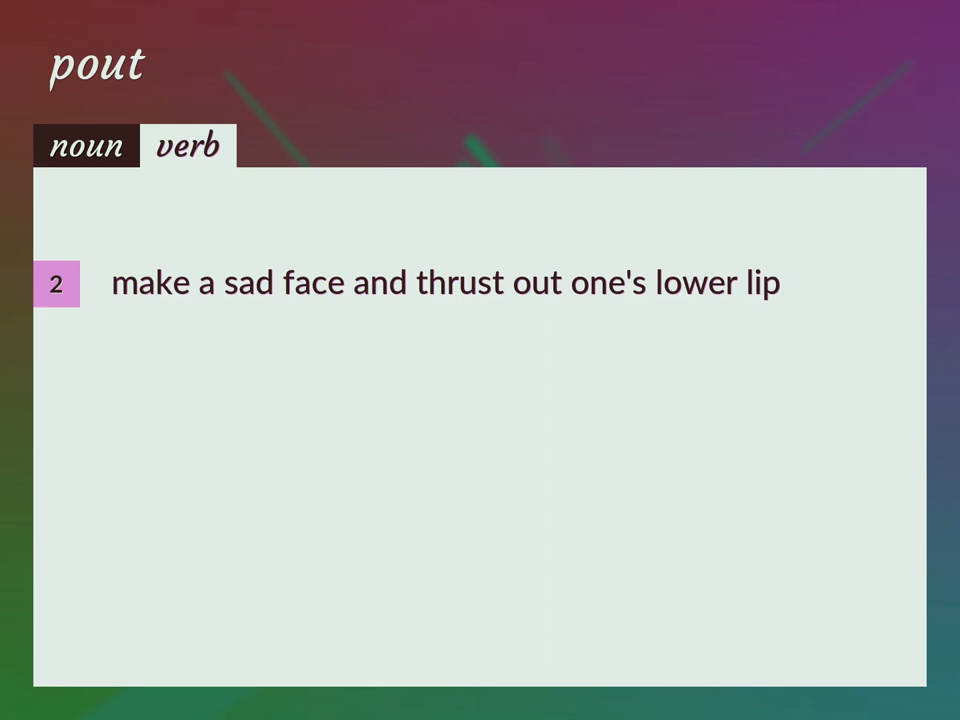 pout
noun verb
2 make a sad face and thrust out one's lower lip